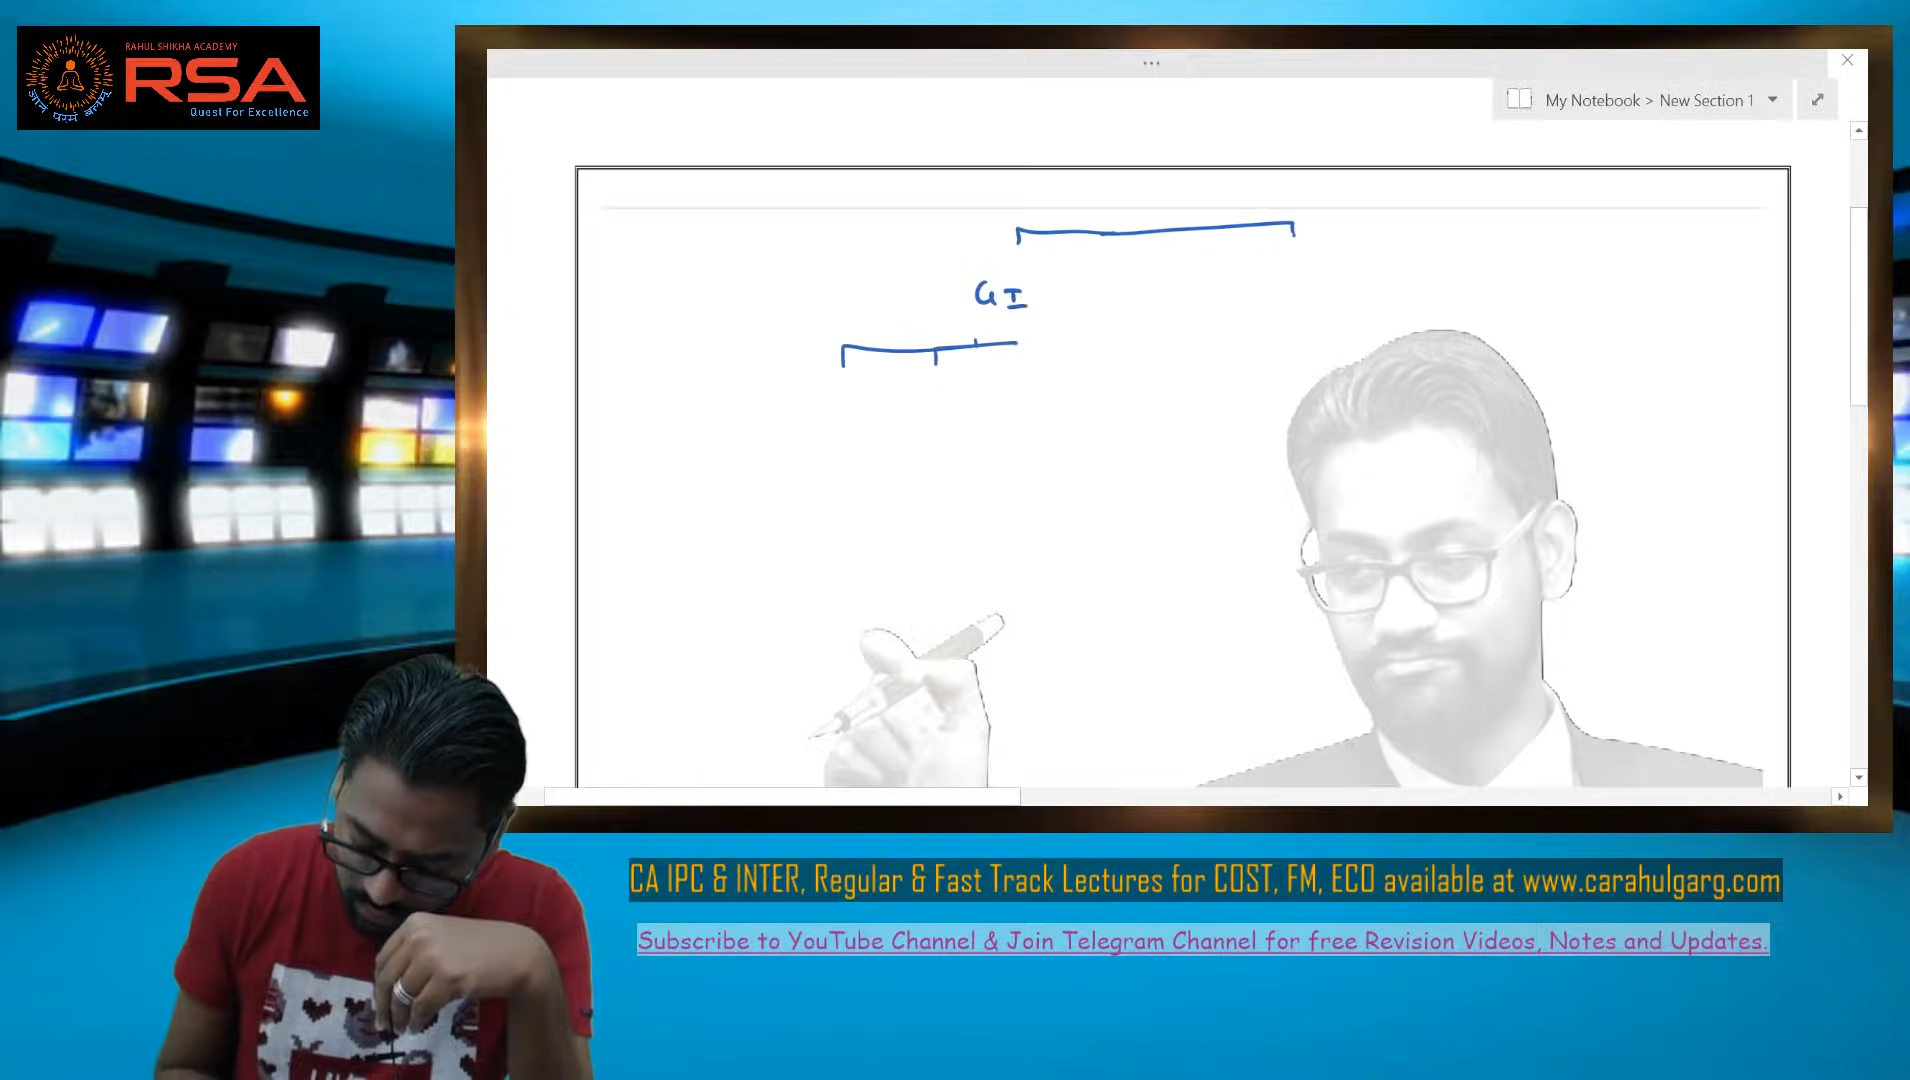 RAHUL SHIKHA ACADEMY
RSA
Quest For Excellence
My Notebook > New Section 1
GI
CA IPC & INTER, Regular & Fast Track Lectures for COST, FM, ECO available at www.carahulgarg.com
Subscribe to YouTube Channel & Join Telegram Channel for free Revision Videos, Notes and Updates.